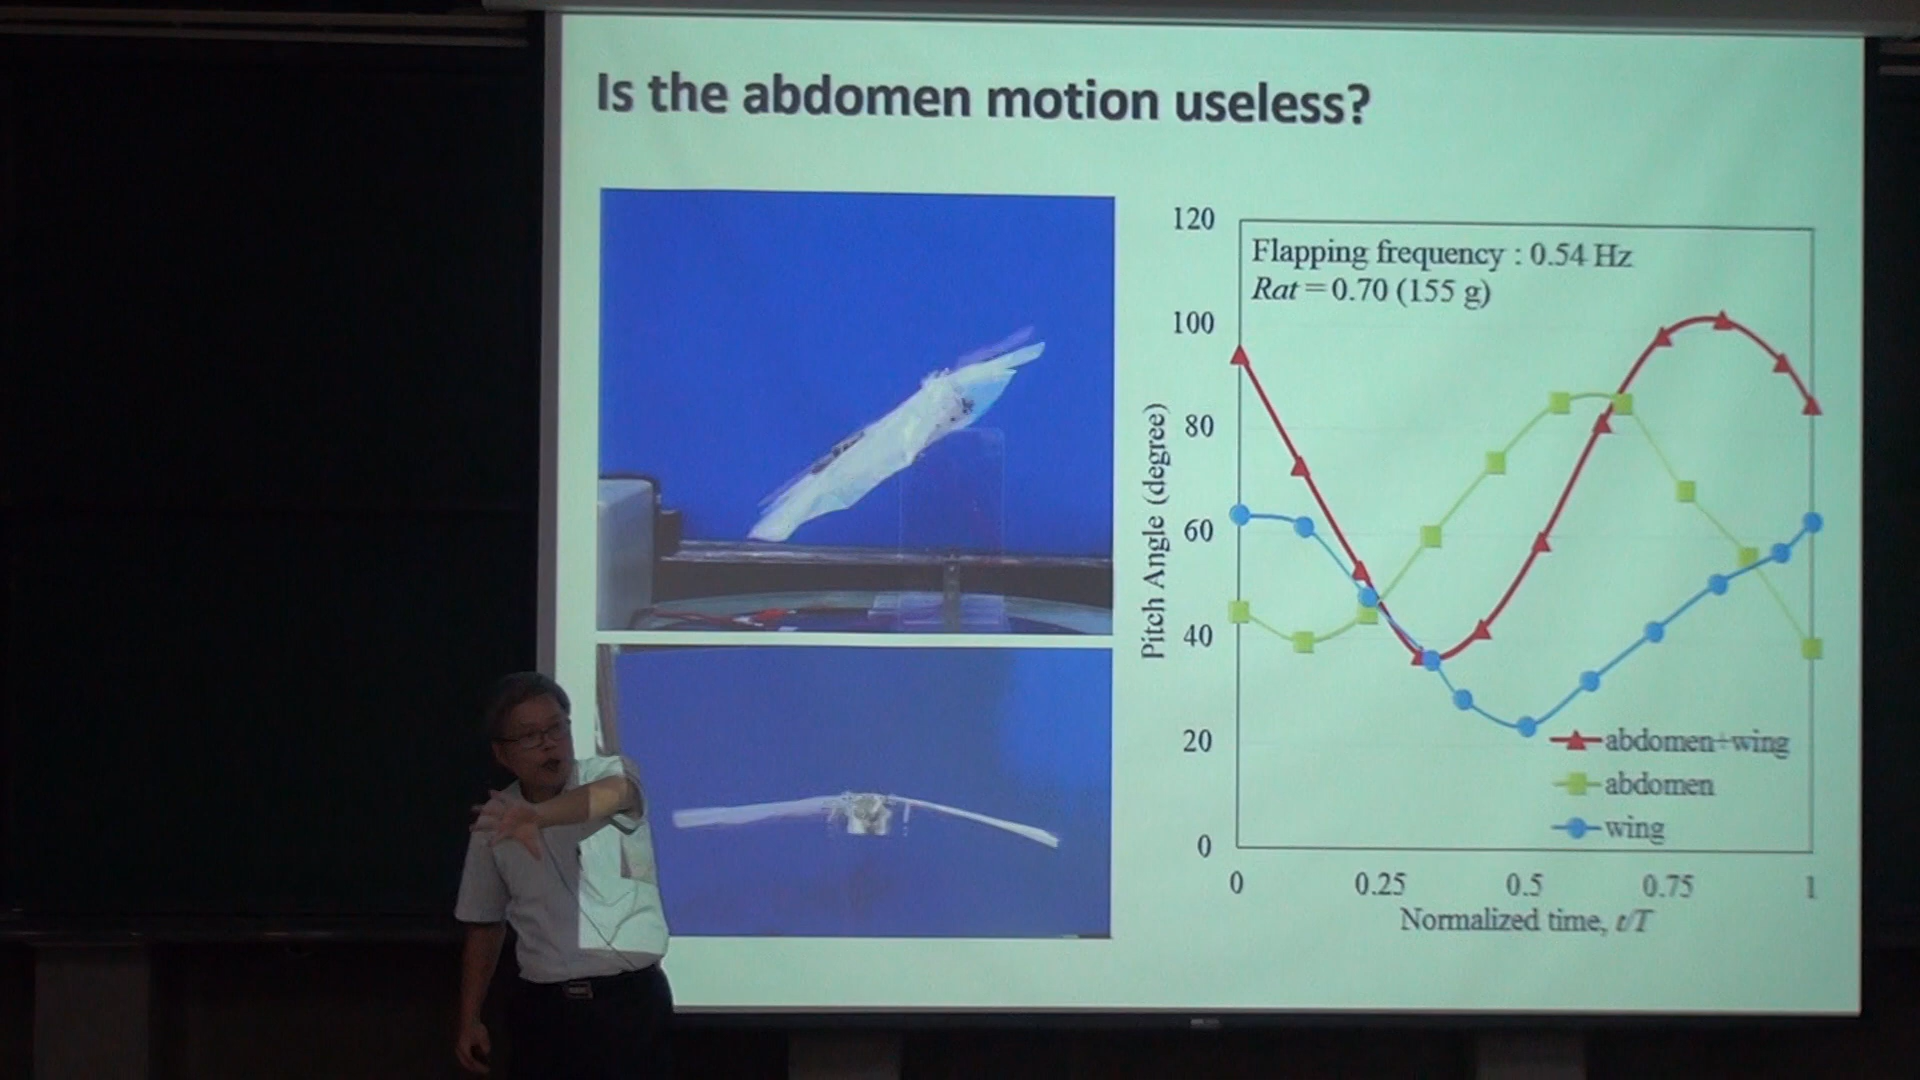 Is the abdomen motion useless?
Flapping frequency : 0.54 Hz
Rat = 0.70 (155 g)
120
100
80
60
40
20
0
Pitch Angle (degree)
abdomen+wing
abdomen
wing
0 0.25 0.5 0.75 1
Normalized time, t/T